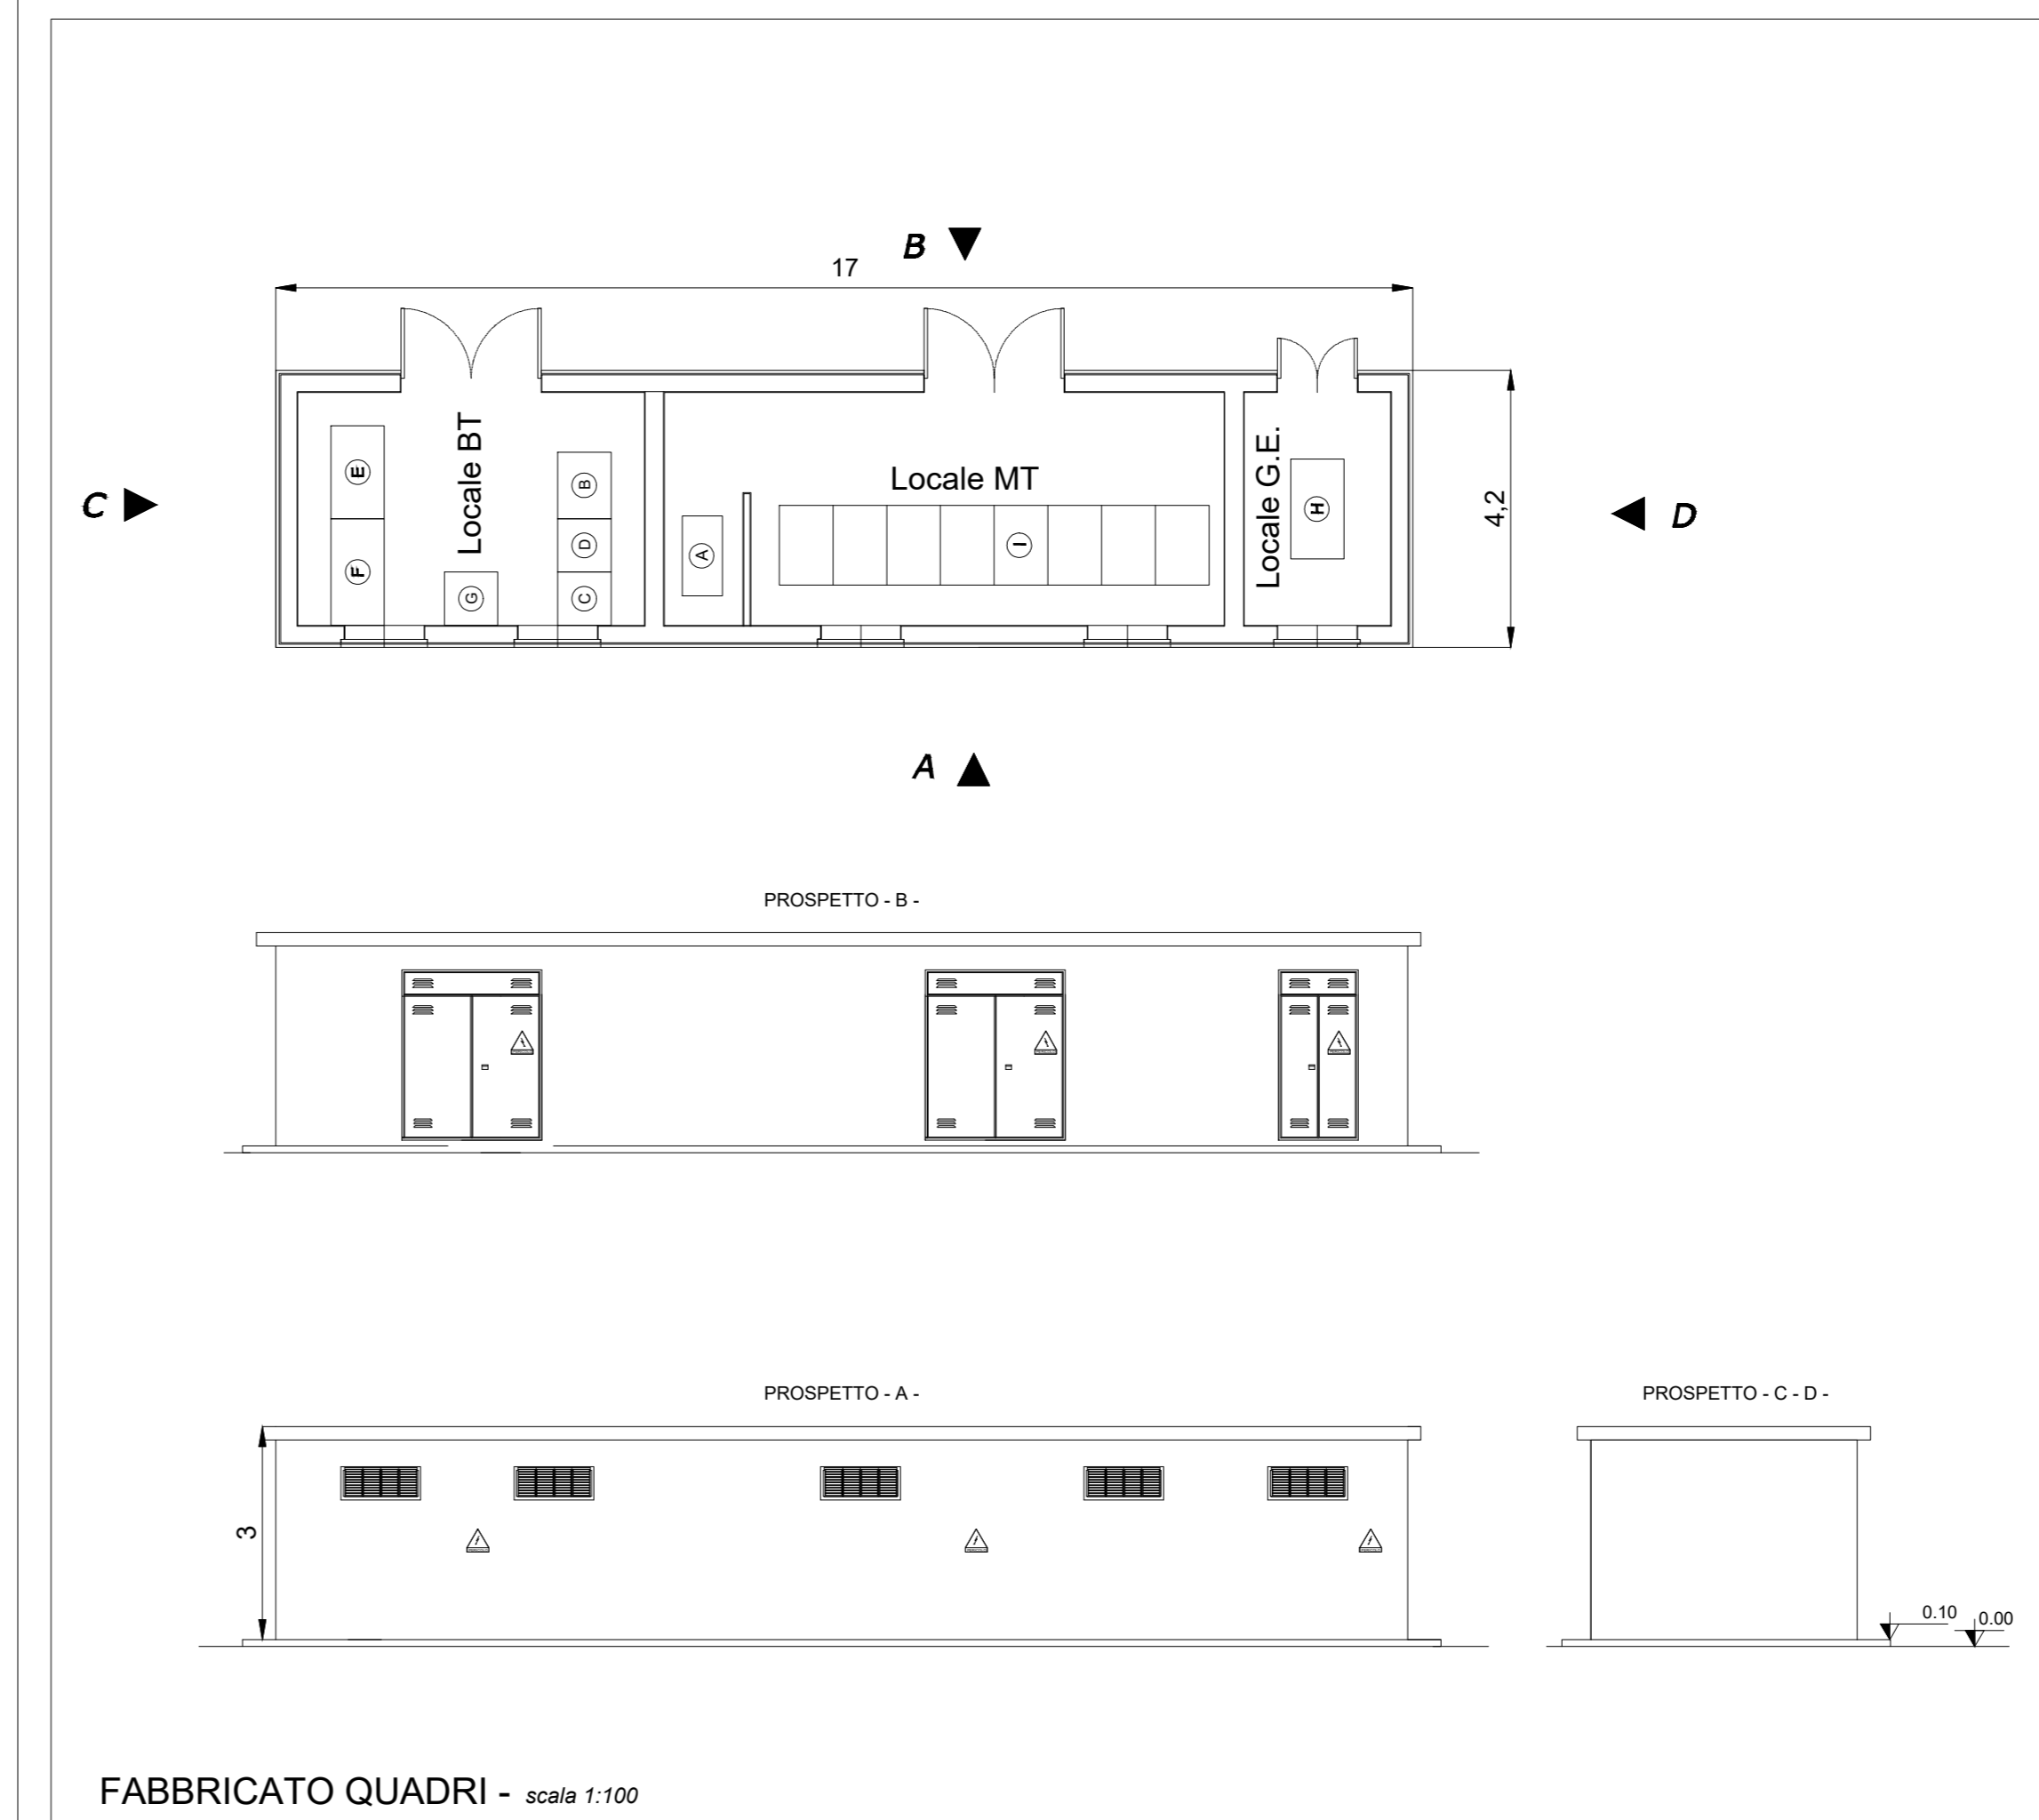 B
17
Locale BT
E
B
Locale MT
Locale G.E.
H
4,2
C
D
F
D
A
I
G
C
A
PROSPETTO - B -
PROSPETTO - A -
PROSPETTO - C - D -
3
0.10
0.00
FABBRICATO QUADRI - scala 1:100